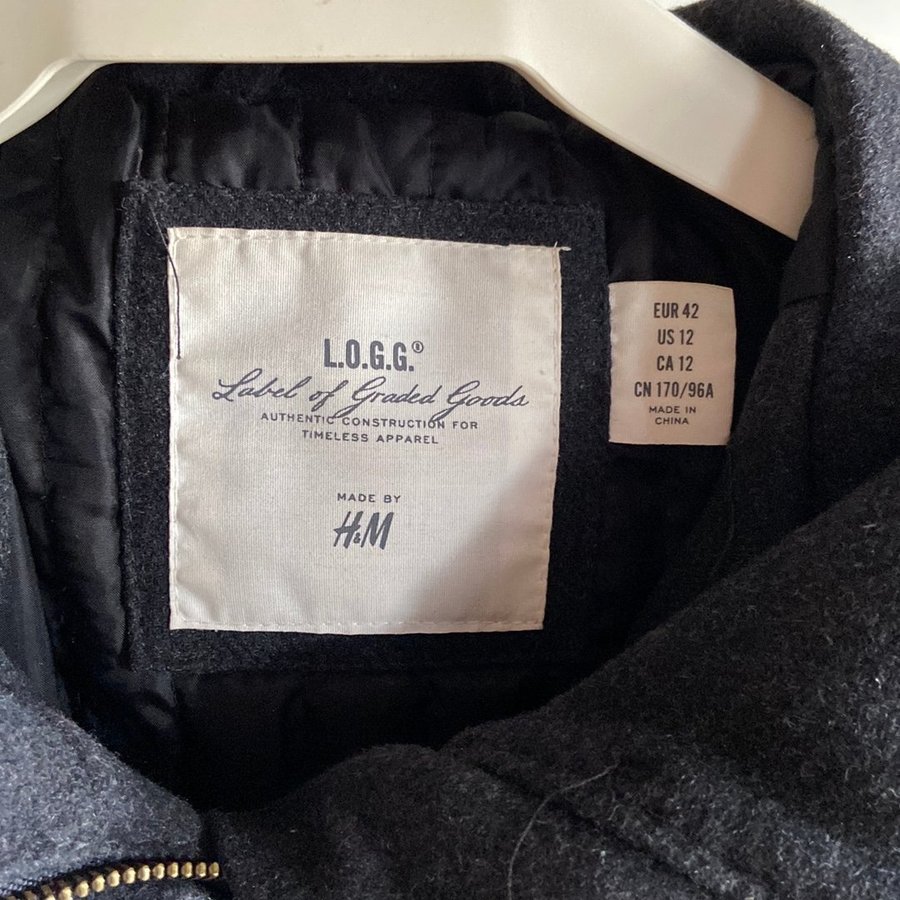 L.O.G.G.®
Label of Graded Goods
AUTHENTIC CONSTRUCTION FOR
TIMELESS APPAREL
MADE BY
H&M
EUR 42
US 12
CA 12
CN 170/96A
MADE IN
CHINA